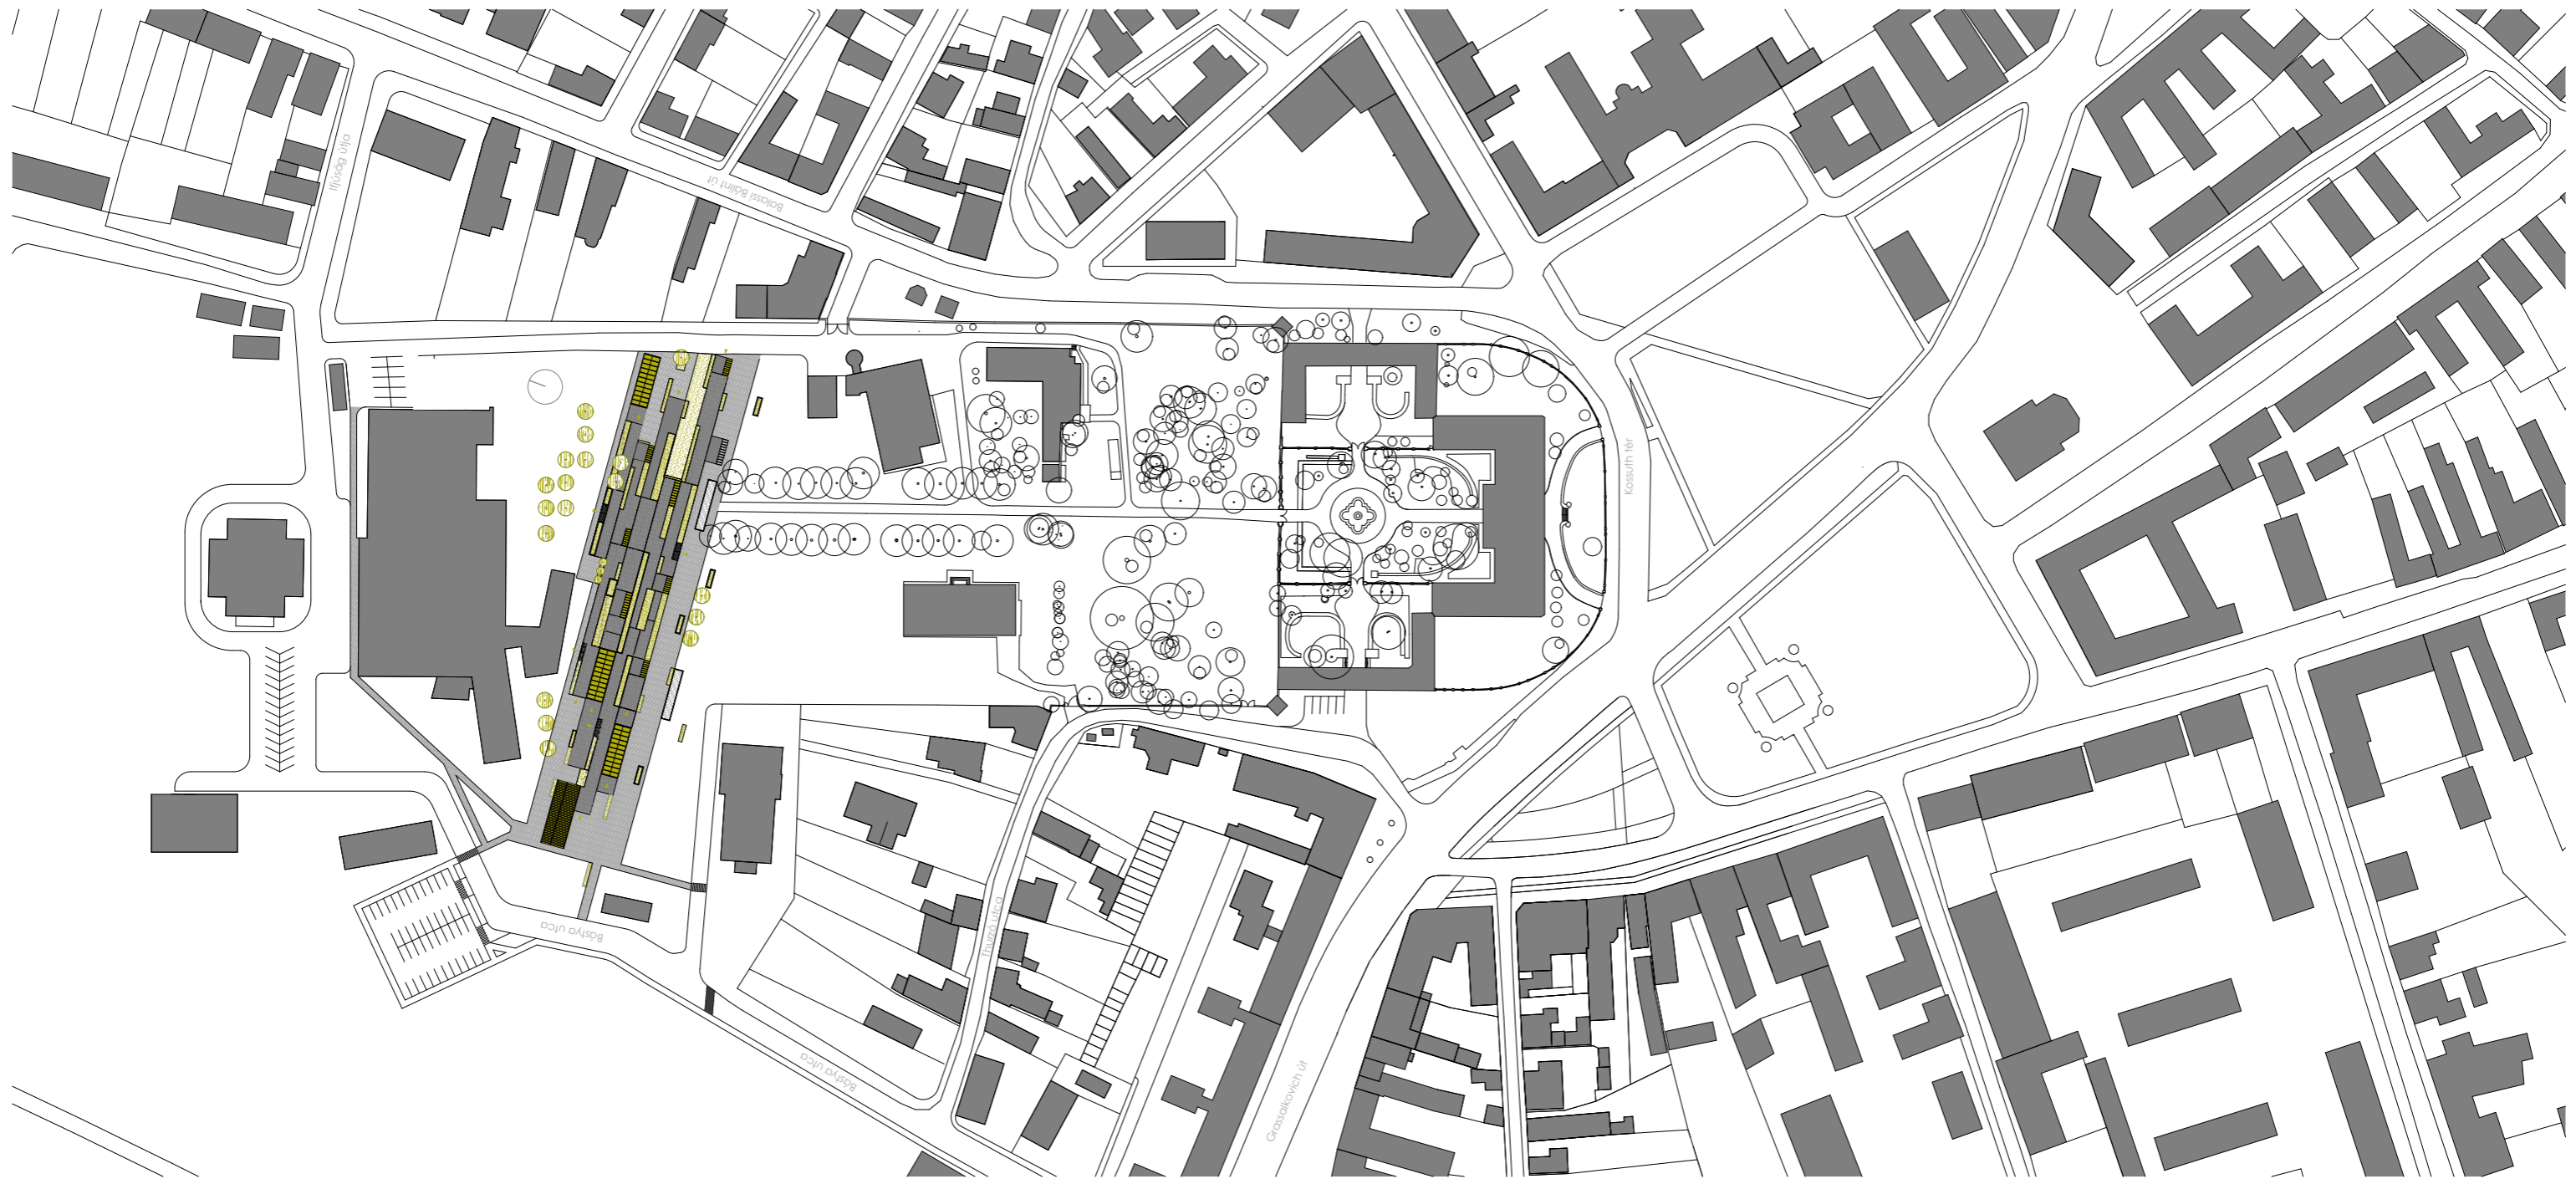 Ifjúság útja
Balassi Bálint út
Kossuth tér
Thurzó utca
Bástya utca
Bástya utca
Grassalkovich út